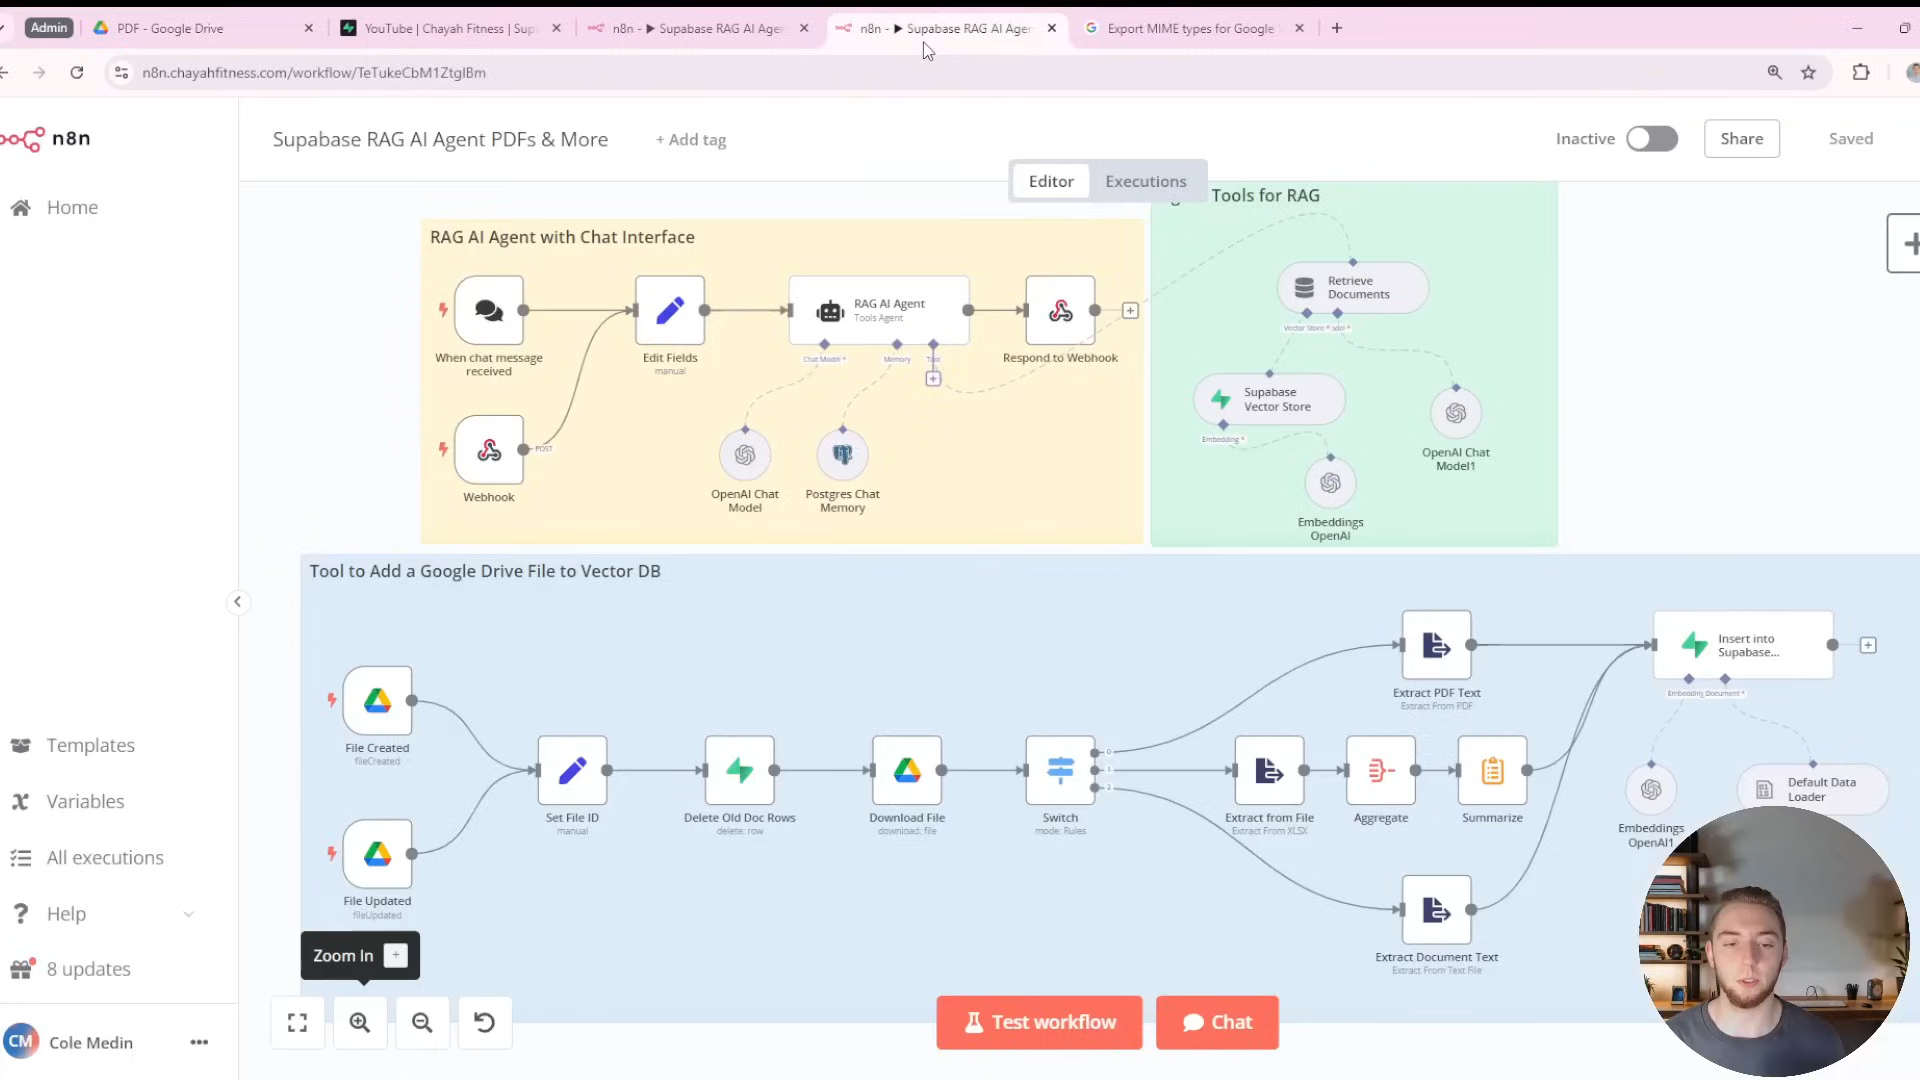 Admin
PDF - Google Drive
YouTube | Chayah Fitness | Sup
n8n - ▶ Supabase RAG AI Age
n8n - ▶ Supabase RAG AI Agen
Export MIME types for Google
n8n.chayahfitness.com/workflow/TeTukeCbM1ZtgIBm
n8n
Supabase RAG AI Agent PDFs & More
+ Add tag
Inactive
Share
Saved
Editor
Executions
Home
Templates
Variables
All executions
Help
8 updates
CM
Cole Medin
RAG AI Agent with Chat Interface
When chat message
received
Edit Fields
manual
RAG AI Agent
Tools Agent
Chat Model *
Memory
Tool
Respond to Webhook
POST
Webhook
OpenAI Chat
Model
Postgres Chat
Memory
Tools for RAG
Retrieve
Documents
Vector Store *
Supabase
Vector Store
Embedding *
OpenAI Chat
Model1
Embeddings
OpenAI
Tool to Add a Google Drive File to Vector DB
File Created
fileCreated
File Updated
fileUpdated
Set File ID
manual
Delete Old Doc Rows
delete: row
Download File
download: file
0
1
2
Switch
mode: Rules
Extract PDF Text
Extract From PDF
Extract from File
Extract From XLSX
Aggregate
Summarize
Extract Document Text
Extract From Text File
Insert into
Supabase...
Embedding
Document *
Embeddings
OpenAI1
Default Data
Loader
Zoom In
+
Test workflow
Chat